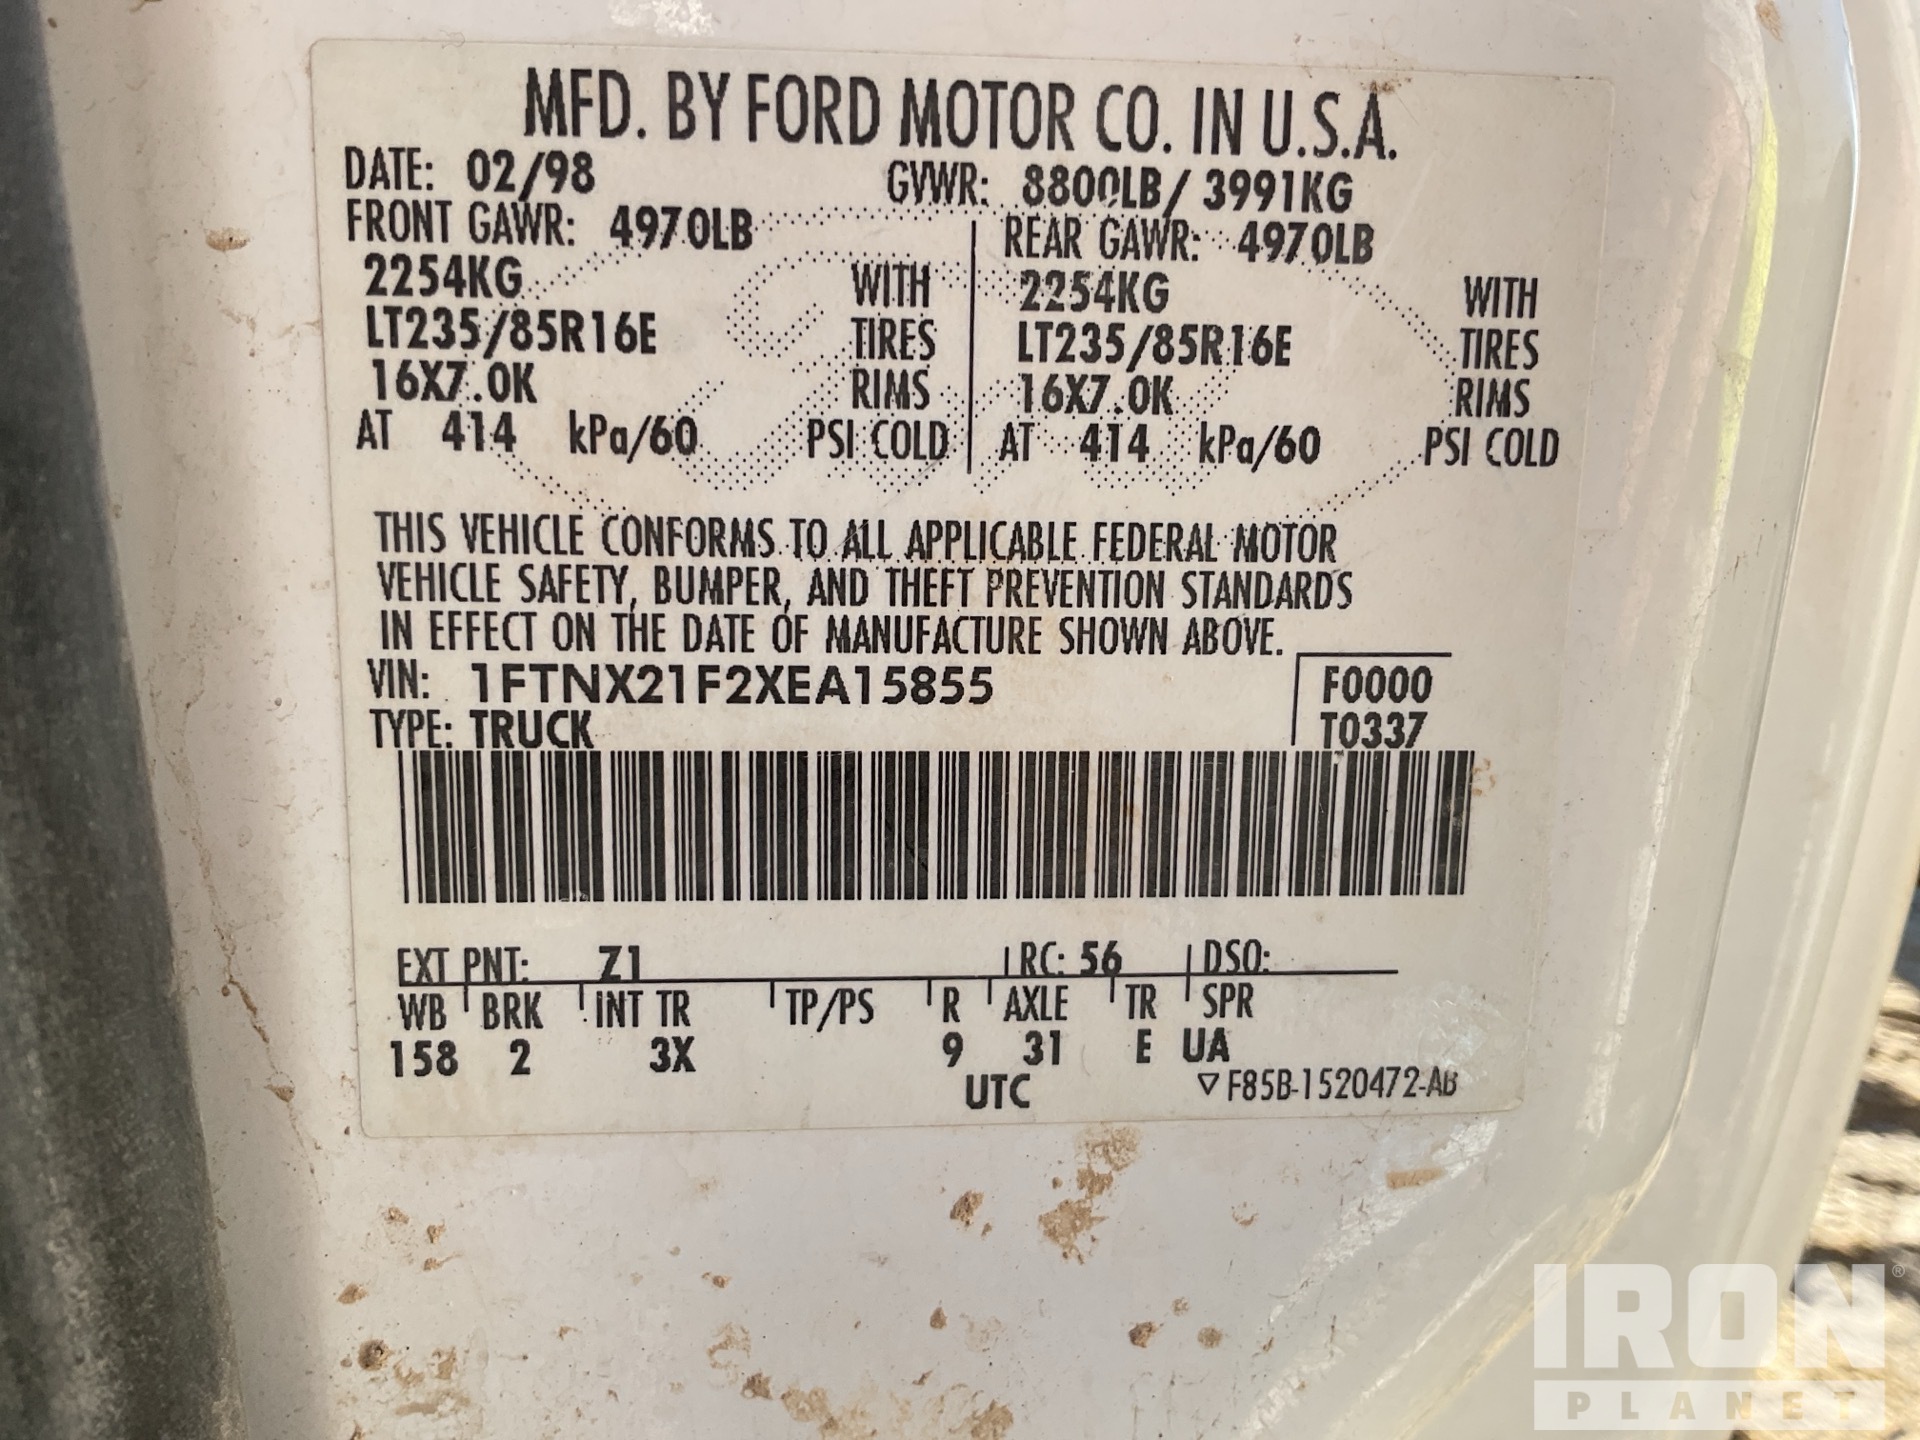 MFD. BY FORD MOTOR CO. IN U.S.A.
DATE: 02/98 GVWR: 8800LB/ 3991KG
FRONT GAWR: 4970LB REAR GAWR: 4970LB
2254KG WITH 2254KG WITH
LT235/85R16E TIRES LT235/85R16E TIRES
16X7.0K RIMS 16X7.0K RIMS
AT 414 kPa/60 PSI COLD AT 414 kPa/60 PSI COLD
THIS VEHICLE CONFORMS TO ALL APPLICABLE FEDERAL MOTOR
VEHICLE SAFETY, BUMPER, AND THEFT PREVENTION STANDARDS
IN EFFECT ON THE DATE OF MANUFACTURE SHOWN ABOVE.
VIN: 1FTNX21F2XEA15855 F0000
TYPE: TRUCK T0337
EXT PNT: Z1 RC: 56 DSO:
WB BRK INT TR TP/PS R AXLE TR SPR
158 2 3X 9 31 E UA
UTC ▽F85B-1520472-AB
IRON ®
PLANET